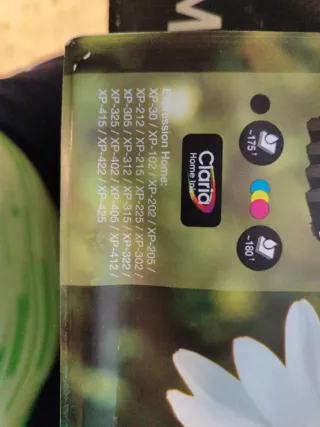 M
Expression Home:
XP-30 / XP-102 / XP-202 / XP-205 /
XP-212 / XP-215 / XP-225 / XP-302 /
XP-305 / XP-312 / XP-315 / XP-322 /
XP-325 / XP-402 / XP-405 / XP-412 /
XP-415 / XP-422 / XP-425
Claria
Home Ink
~175¹
~180